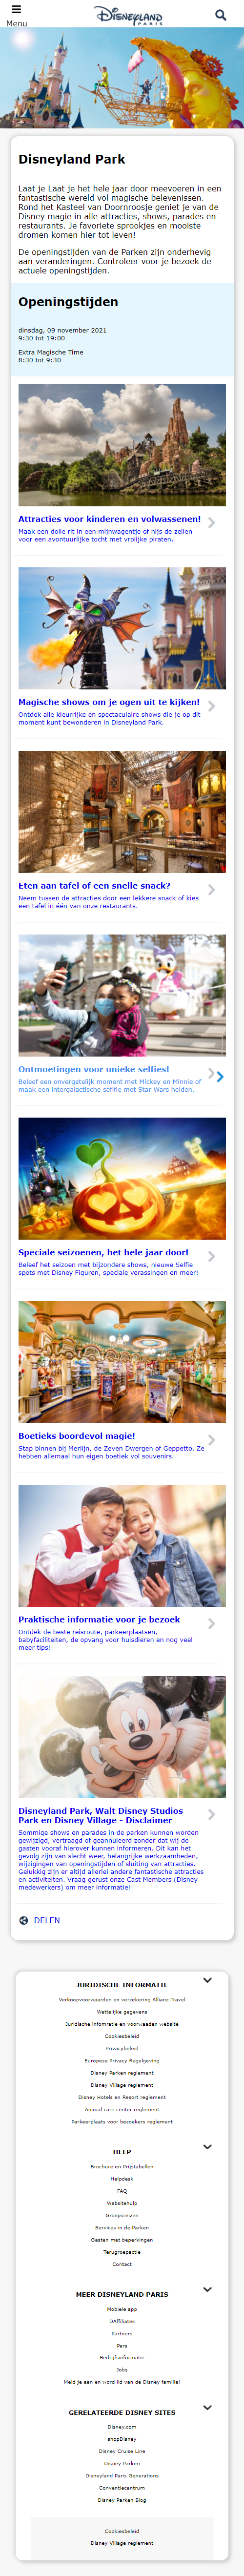 Menu
Disneyland
PARIS
Disneyland Park
Laat je Laat je het hele jaar door meevoeren in een
fantastische wereld vol magische belevenissen.
Rond het Kasteel van Doornroosje geniet je van de
Disney magie in alle attracties, shows, parades en
restaurants. Je favoriete sprookjes en mooiste
dromen komen hier tot leven!
De openingstijden van de Parken zijn onderhevig
aan veranderingen. Controleer voor je bezoek de
actuele openingstijden.
Openingstijden
dinsdag, 09 november 2021
9:30 tot 19:00
Extra Magische Time
8:30 tot 9:30
Attracties voor kinderen en volwassenen!
Maak een dolle rit in een mijnwagentje of hijs de zeilen
voor een avontuurlijke tocht met vrolijke piraten.
Magische shows om je ogen uit te kijken!
Ontdek alle kleurrijke en spectaculaire shows die je op dit
moment kunt bewonderen in Disneyland Park.
Eten aan tafel of een snelle snack?
Neem tussen de attracties door een lekkere snack of kies
een tafel in één van onze restaurants.
Ontmoetingen voor unieke selfies!
Beleef een onvergetelijk moment met Mickey en Minnie of
maak een intergalactische selfie met Star Wars helden.
Speciale seizoenen, het hele jaar door!
Beleef het seizoen met bijzondere shows, nieuwe Selfie
spots met Disney Figuren, speciale verassingen en meer!
Boetieks boordevol magie!
Stap binnen bij Merlijn, de Zeven Dwergen of Geppetto. Ze
hebben allemaal hun eigen boetiek vol souvenirs.
Praktische informatie voor je bezoek
Ontdek de beste reisroute, parkeerplaatsen,
babyfaciliteiten, de opvang voor huisdieren en nog veel
meer tips!
Disneyland Park, Walt Disney Studios
Park en Disney Village - Disclaimer
Sommige shows en parades in de parken kunnen worden
gewijzigd, vertraagd of geannuleerd zonder dat wij de
gasten vooraf hierover kunnen informeren. Dit kan het
gevolg zijn van slecht weer, belangrijke werkzaamheden,
wijzigingen van openingstijden of sluiting van attracties.
Gelukkig zijn er altijd allerlei andere fantastische attracties
en activiteiten. Vraag gerust onze Cast Members (Disney
medewerkers) om meer informatie!
DELEN
JURIDISCHE INFORMATIE
Verkoopvoorwaarden en verzekering Allianz Travel
Wettelijke gegevens
Juridische informatie en voorwaaden website
Cookiesbeleid
Privacybeleid
Europese Privacy Regelgeving
Disney Parken reglement
Disney Village reglement
Disney Hotels en Resort reglement
Animal care center reglement
Parkeerplaats voor bezoekers reglement
HELP
Brochure en Prijstabellen
Helpdesk
FAQ
Websitehulp
Groepsreizen
Services in de Parken
Gasten met beperkingen
Terugroepactie
Contact
MEER DISNEYLAND PARIS
Mobiele app
DAffiliates
Partners
Pers
Bedrijfsinformatie
Jobs
Meld je aan en word lid van de Disney familie!
GERELATEERDE DISNEY SITES
Disney.com
shopDisney
Disney Cruise Line
Disney Parken
Disneyland Paris Generations
Conventiecentrum
Disney Parken Blog
Cookiesbeleid
Disney Village reglement